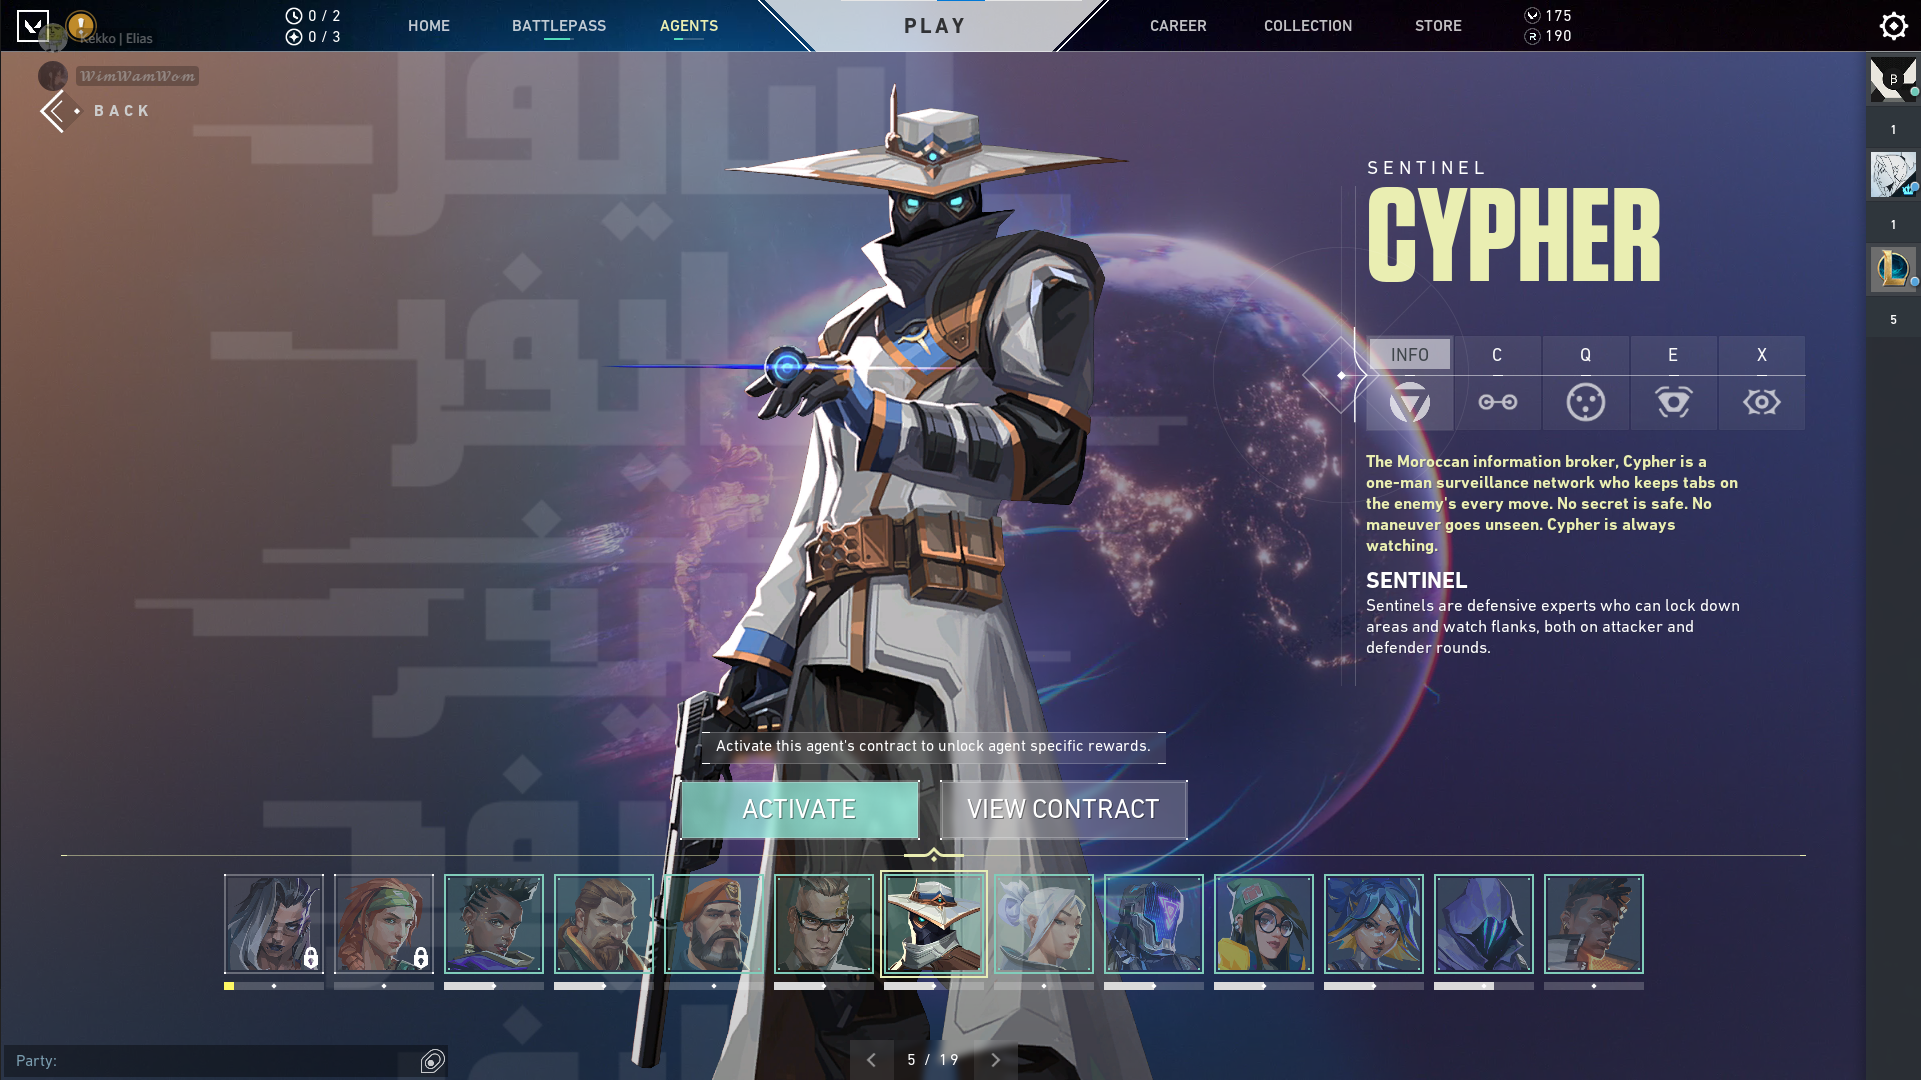 0 / 2
0 / 3
HOME
BATTLEPASS
AGENTS
PLAY
CAREER
COLLECTION
STORE
175
190
Kekko | Elias
WimWamWom
BACK
B
1
1
5
SENTINEL
CYPHER
INFO
C
Q
E
X
The Moroccan information broker, Cypher is a
one-man surveillance network who keeps tabs on
the enemy's every move. No secret is safe. No
maneuver goes unseen. Cypher is always
watching.
SENTINEL
Sentinels are defensive experts who can lock down
areas and watch flanks, both on attacker and
defender rounds.
Activate this agent's contract to unlock agent specific rewards.
ACTIVATE
VIEW CONTRACT
Party:
5 / 19